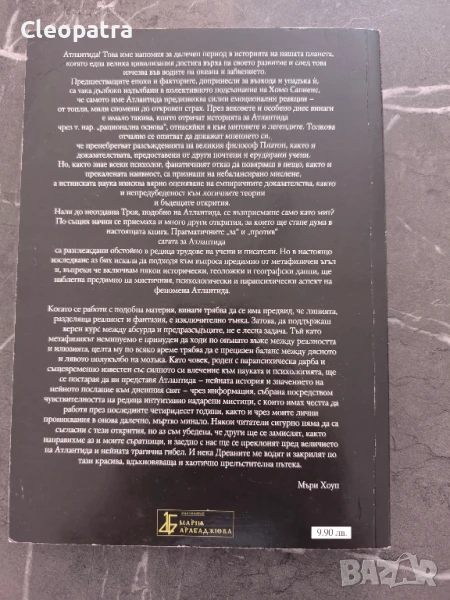 Cleopatra
Атлантида! Това име напомня за далечен период в историята на нашата планета,
когато една велика цивилизация достига върха на своето развитие и след това
изчезва във водите на океана и забвението.
Предшестващите епохи и факторите, допринесли за възхода и упадъка ѝ,
са така дълбоко издълбани в колективното подсъзнание на Хомо Сапиенс,
че самото име Атлантида предизвиква силни емоционални реакции –
от топли, мили спомени до откровен страх. През вековете и особено днес винаги
е имало такива, които отричат историята за Атлантида
чрез т. нар. „рационална основа", отнасяйки я към митовете и легендите. Толкова
отчаяно се опитват да докажат мнението си,
че пренебрегват разсъжденията на великия философ Платон, както и
доказателствата, предоставена от други почтени и ерудирани учени.
Но, както знае всеки психолог, фанатичният отказ да повярваш в нещо, както и
прекалената наивност, са признаци на небалансирано мислене,
а истинската наука изисква вярно оценяване на емпиричните доказателства, както
и непредубеденост към логичните теории
и бъдещите открития.
Нали до неотдавна Троя, подобно на Атлантида, се възприемаше само като мит?
По същия начин се приемаха и много други открития, за които ще стане дума в
настоящата книга. Прагматичните „за" и „против"
сагата за Атлантида
са разглеждани обстойно в редица трудове на учени и писатели. Но в настоящото
изследване аз бих искала да подходя към въпроса предимно от метафизичен ъгъл
и, въпреки че включвам някои исторически, геоложки и географски данни, ще
наблегна предимно на мистичния, психологическия и парапсихически аспект на
феномена Атлантида.
Когато се работи с подобна материя, винаги трябва да се има предвид, че линията,
разделяща реалност и фантазия, е изключително тънка. Затова, да поддържаш
верен курс между абсурда и предразсъдъците, не е лесна задача. Тъй като
метафизикът неминуемо е принуден да ходи по опънато въже между реалността
и илюзията, целта му по всяко време трябва да е прецизен баланс между дясното
и лявото полукълбо на мозъка. Като човек, роден с парапсихическа дарба и
същевременно известен със силното си влечение към науката и психологията, ще
се постарая да ви представя Атлантида – нейната история и значението на
нейното послание към днешния свят – чрез информация, събрана посредством
чувствителността на редица интуитивно надарени мистици, с които имах честта да
работя през последните четиридесет години, както и чрез моите лични
прониквания в онова далечно, мъртво минало. Някои читатели сигурно няма да са
съгласни с тези открития, но аз съм убедена, че други ще се замислят, както
направихме аз и моите съратници, и заедно с нас ще се преклонят пред величието
на Атлантида и нейната трагична гибел. И нека Древните ме водят и закрилят по
тази красива, вдъхновяваща и хаотично прелъстителна пътека.
Мъри Хоуп
МАРИЯ
АРАБАДЖИЕВА
9.90 лв.
BAZAR.BG